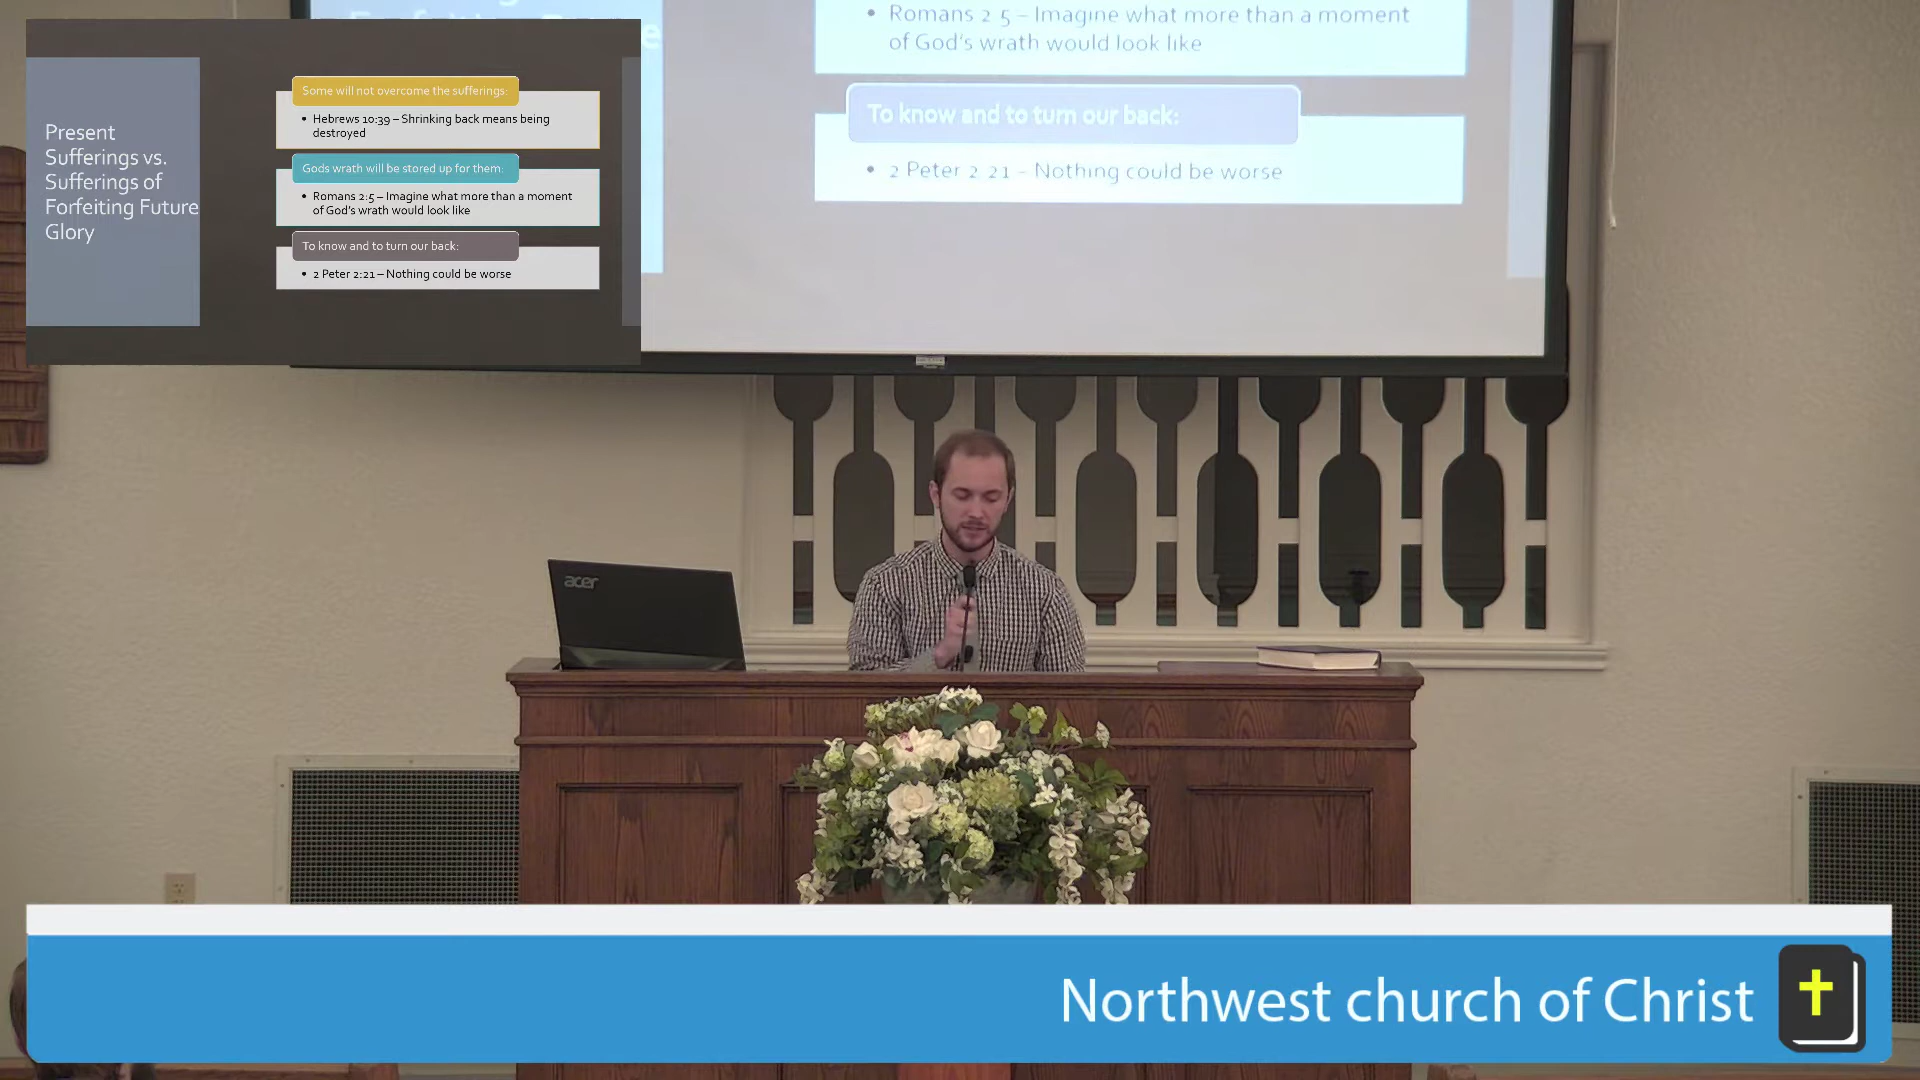 Present
Sufferings vs.
Sufferings of
Forfeiting Future
Glory
Some will not overcome the sufferings:
• Hebrews 10:39 – Shrinking back means being
destroyed
Gods wrath will be stored up for them:
• Romans 2:5 – Imagine what more than a moment
of God's wrath would look like
To know and to turn our back:
• 2 Peter 2:21 – Nothing could be worse
• Romans 2 5 – Imagine what more than a moment
of God's wrath would look like
To know and to turn our back:
• 2 Peter 2 21 – Nothing could be worse
acer
Northwest church of Christ